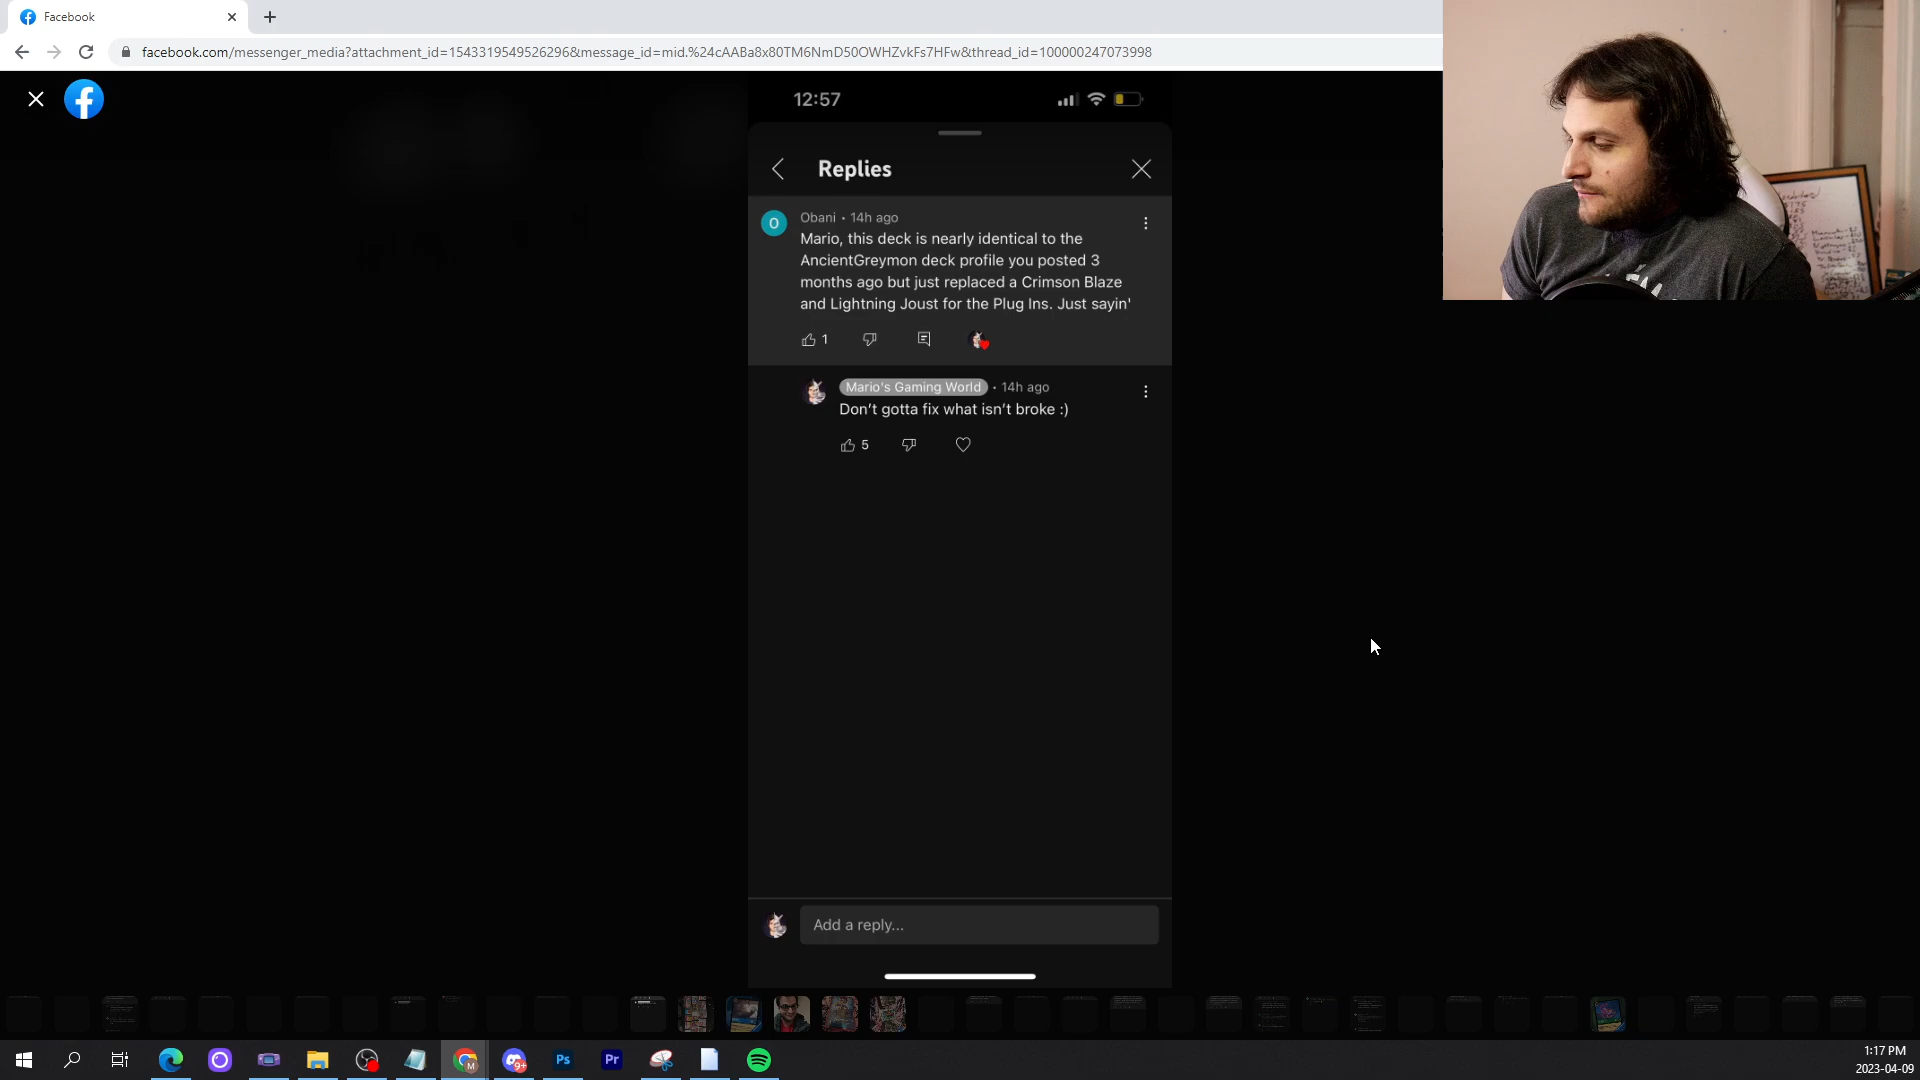 Facebook
facebook.com/messenger_media?attachment_id=1543319549526296&message_id=mid.%24cAABa8x80TM6NmD50OWHZvkFs7HFw&thread_id=100000247073998
12:57
Replies
Obani • 14h ago
Mario, this deck is nearly identical to the
AncientGreymon deck profile you posted 3
months ago but just replaced a Crimson Blaze
and Lightning Joust for the Plug Ins. Just sayin'
1
Mario's Gaming World • 14h ago
Don't gotta fix what isn't broke :)
5
Add a reply...
1:17 PM
2023-04-09